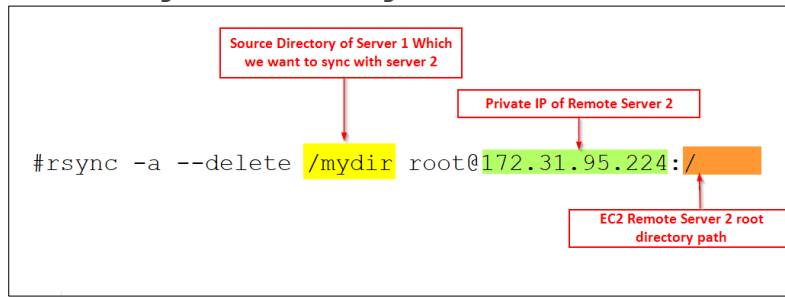 Source Directory of Server 1 Which
we want to sync with server 2
Private IP of Remote Server 2
#rsync -a --delete /mydir root@172.31.95.224:/
EC2 Remote Server 2 root
directory path